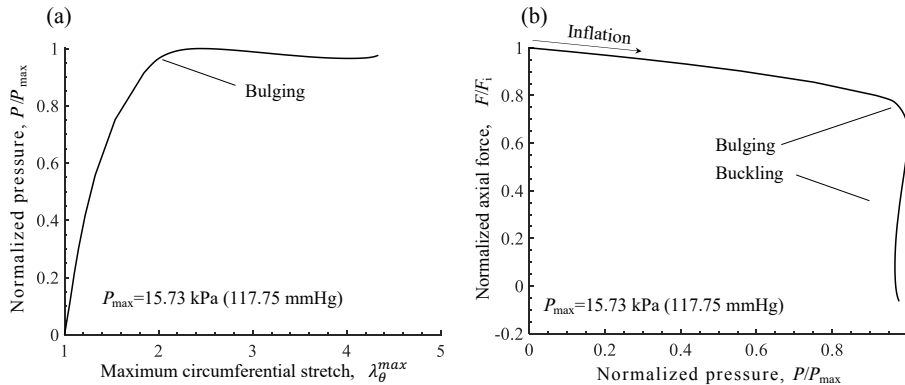 (a)
1
0.8
0.6
0.4
0.2
0
Normalized pressure, P/Pmax
Bulging
Pmax=15.73 kPa (117.75 mmHg)
1
2
3
4
5
Maximum circumferential stretch, λθmax
(b)
1
0.8
0.6
0.4
0.2
0
-0.2
Normalized axial force, F/Fi
Inflation
Bulging
Buckling
Pmax=15.73 kPa (117.75 mmHg)
0
0.2
0.4
0.6
0.8
1
Normalized pressure, P/Pmax